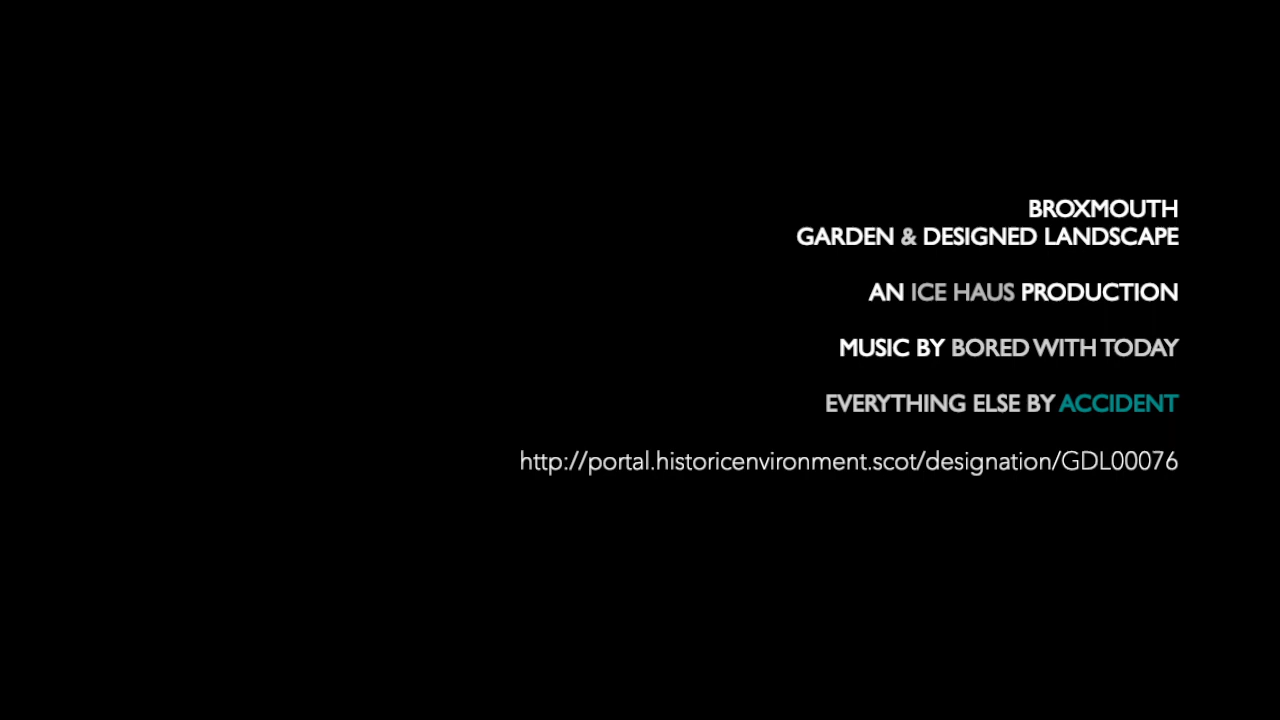 BROXMOUTH
GARDEN & DESIGNED LANDSCAPE
AN ICE HAUS PRODUCTION
MUSIC BY BORED WITH TODAY
EVERYTHING ELSE BY ACCIDENT
http://portal.historicenvironment.scot/designation/GDL00076